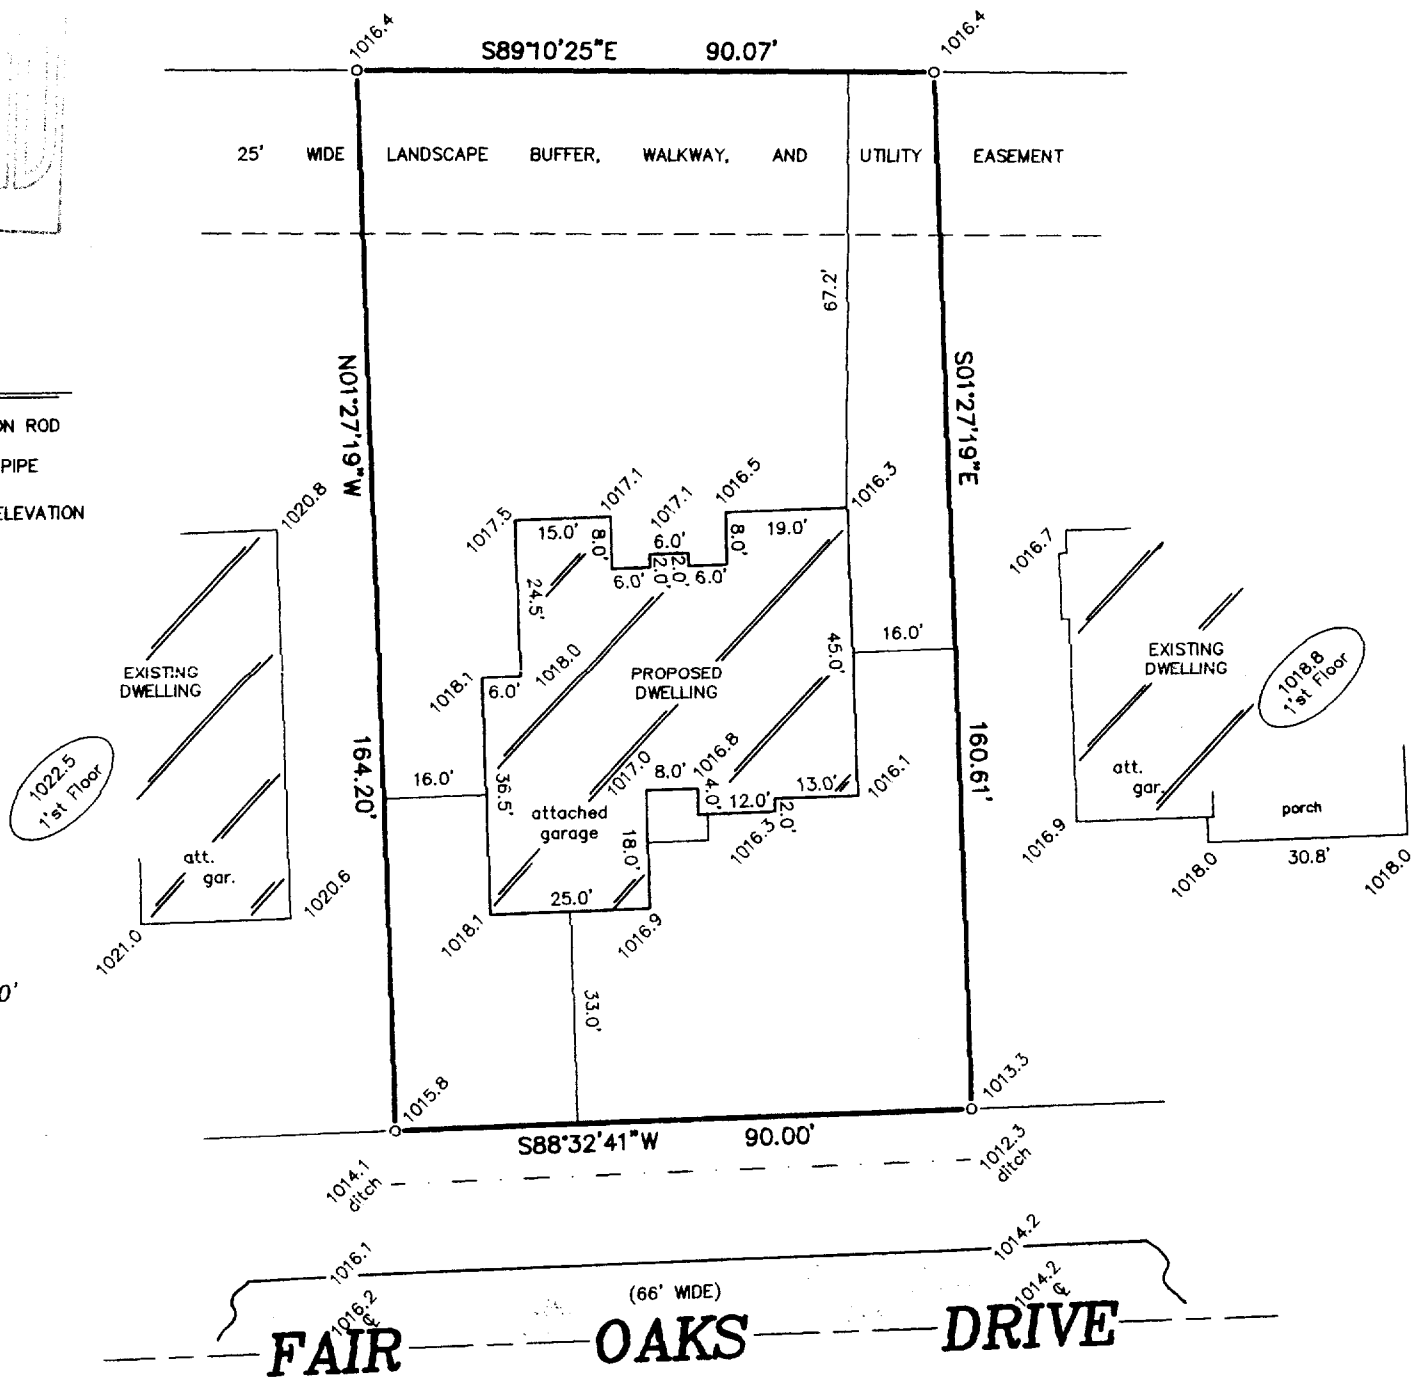 1016.4
1016.4
S89°10'25"E 90.07'
25' WIDE LANDSCAPE BUFFER, WALKWAY, AND UTILITY EASEMENT
67.2'
N01°27'19"W
S01°27'19"E
ON ROD
PIPE
ELEVATION
1020.8
1017.5
1017.1
1017.1
1016.5
1016.3
1016.7
15.0'
8.0'
6.0'
6.0'
2.0'
2.0'
6.0'
8.0'
19.0'
24.5'
45.0'
16.0'
EXISTING
DWELLING
1018.1
6.0'
1018.0
PROPOSED
DWELLING
EXISTING
DWELLING
1018.8
1'st Floor
1022.5
1'st Floor
164.20'
16.0'
36.5'
1017.0
8.0'
1016.8
4.0'
12.0'
13.0'
2.0'
1016.1
1016.3
160.61'
att.
gar.
porch
attached
garage
18.0'
25.0'
att.
gar.
1020.6
1021.0
1018.1
1016.9
1016.9
1018.0
30.8'
1018.0
0'
33.0'
1015.8
1013.3
S88°32'41"W 90.00'
1014.1
ditch
1012.3
ditch
1016.1
1014.2
1016.2
℄
(66' WIDE)
1014.2
℄
FAIR OAKS DRIVE